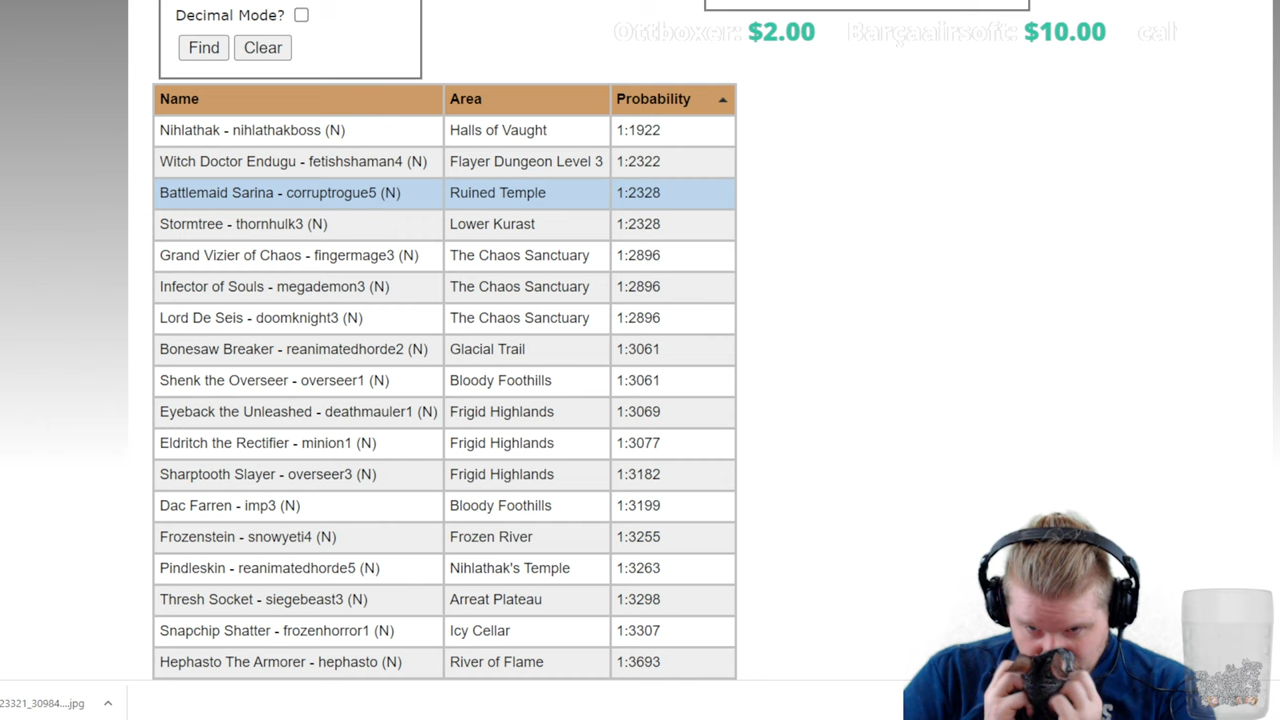 Decimal Mode?
Find Clear
Ottboxer: $2.00 Barçaairsoft: $10.00 cal
Name Area Probability
Nihlathak - nihlathakboss (N) Halls of Vaught 1:1922
Witch Doctor Endugu - fetishshaman4 (N) Flayer Dungeon Level 3 1:2322
Battlemaid Sarina - corruptrogue5 (N) Ruined Temple 1:2328
Stormtree - thornhulk3 (N) Lower Kurast 1:2328
Grand Vizier of Chaos - fingermage3 (N) The Chaos Sanctuary 1:2896
Infector of Souls - megademon3 (N) The Chaos Sanctuary 1:2896
Lord De Seis - doomknight3 (N) The Chaos Sanctuary 1:2896
Bonesaw Breaker - reanimatedhorde2 (N) Glacial Trail 1:3061
Shenk the Overseer - overseer1 (N) Bloody Foothills 1:3061
Eyeback the Unleashed - deathmauler1 (N) Frigid Highlands 1:3069
Eldritch the Rectifier - minion1 (N) Frigid Highlands 1:3077
Sharptooth Slayer - overseer3 (N) Frigid Highlands 1:3182
Dac Farren - imp3 (N) Bloody Foothills 1:3199
Frozenstein - snowyeti4 (N) Frozen River 1:3255
Pindleskin - reanimatedhorde5 (N) Nihlathak's Temple 1:3263
Thresh Socket - siegebeast3 (N) Arreat Plateau 1:3298
Snapchip Shatter - frozenhorror1 (N) Icy Cellar 1:3307
Hephasto The Armorer - hephasto (N) River of Flame 1:3693
23321_30984....jpg